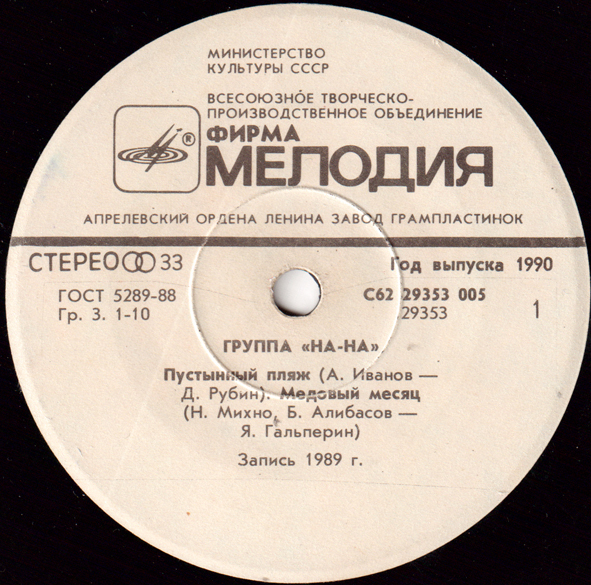 МИНИСТЕРСТВО
КУЛЬТУРЫ СССР
ВСЕСОЮЗНОЕ ТВОРЧЕСКО-
ПРОИЗВОДСТВЕННОЕ ОБЪЕДИНЕНИЕ
®
ФИРМА
МЕЛОДИЯ
АПРЕЛЕВСКИЙ ОРДЕНА ЛЕНИНА ЗАВОД ГРАМПЛАСТИНОК
СТЕРЕО 33
Год выпуска 1990
ГОСТ 5289-88
С62 29353 005
Гр. 3. 1-10
29353
1
ГРУППА «НА-НА»
Пустынный пляж (А. Иванов —
Д. Рубин). Медовый месяц
(Н. Михно, Б. Алибасов —
Я. Гальперин)
Запись 1989 г.